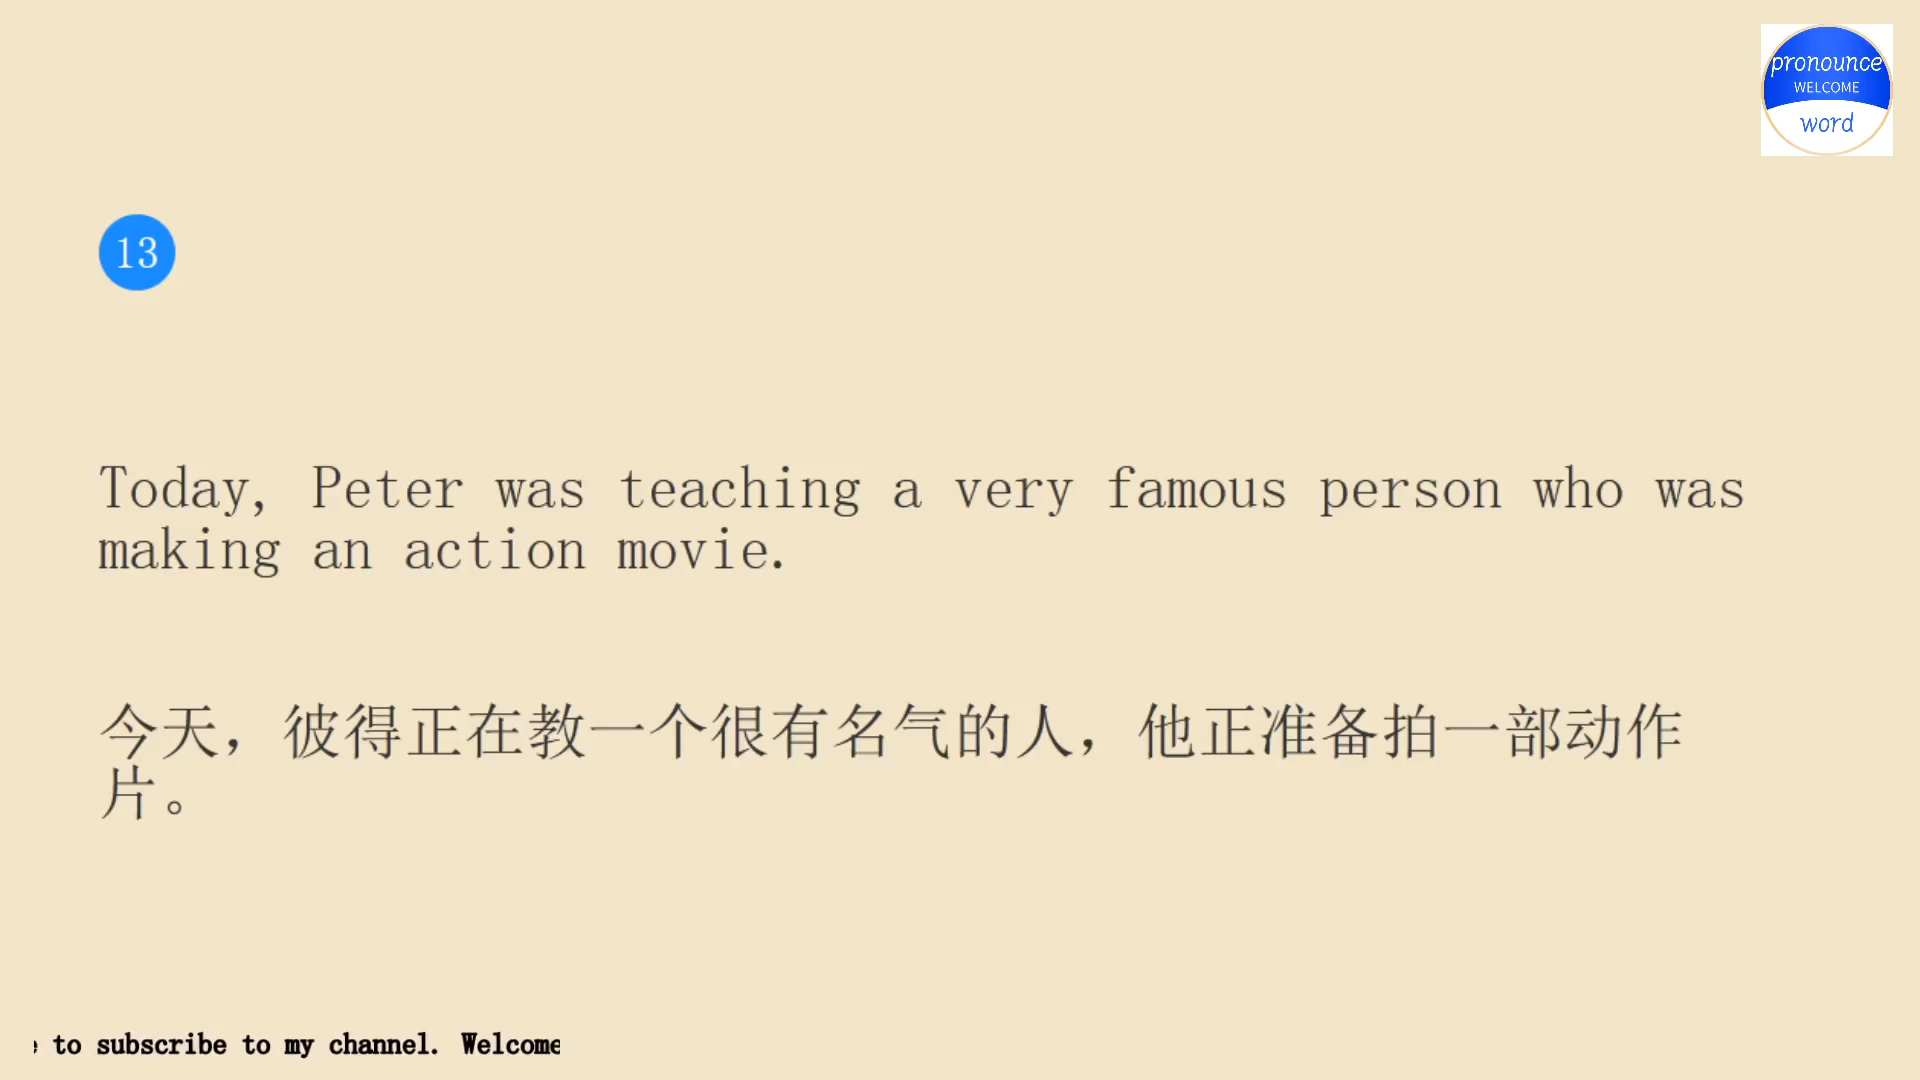 pronounce
WELCOME
word
13
Today, Peter was teaching a very famous person who was
making an action movie.
今天，彼得正在教一个很有名气的人，他正准备拍一部动作
片。
to subscribe to my channel. Welcome